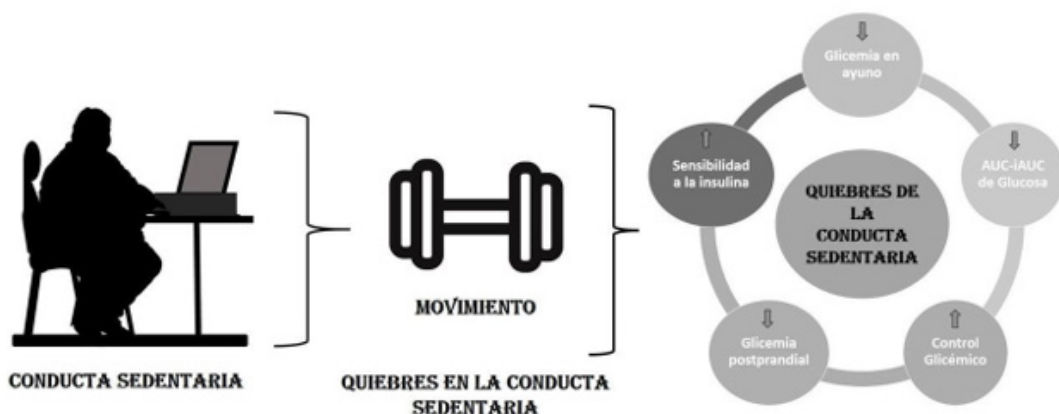 CONDUCTA SEDENTARIA
MOVIMIENTO
QUIEBRES EN LA CONDUCTA
SEDENTARIA
Glicemia en
ayuno
Sensibilidad
a la insulina
AUC-iAUC
de Glucosa
QUIEBRES DE
LA
CONDUCTA
SEDENTARIA
Glicemia
postprandial
Control
Glicémico